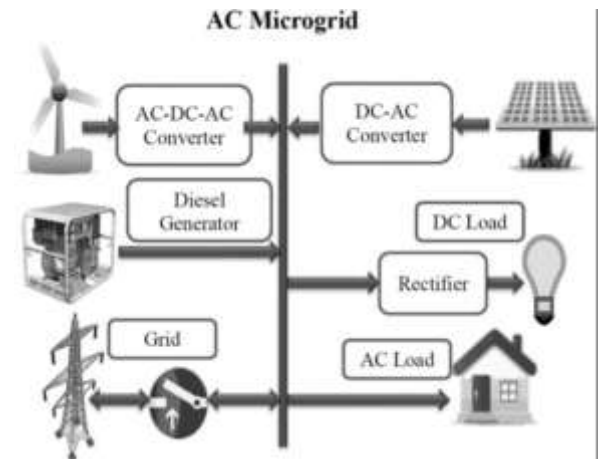 AC Microgrid
AC-DC-AC
Converter
DC-AC
Converter
Diesel
Generator
DC Load
Rectifier
Grid
AC Load